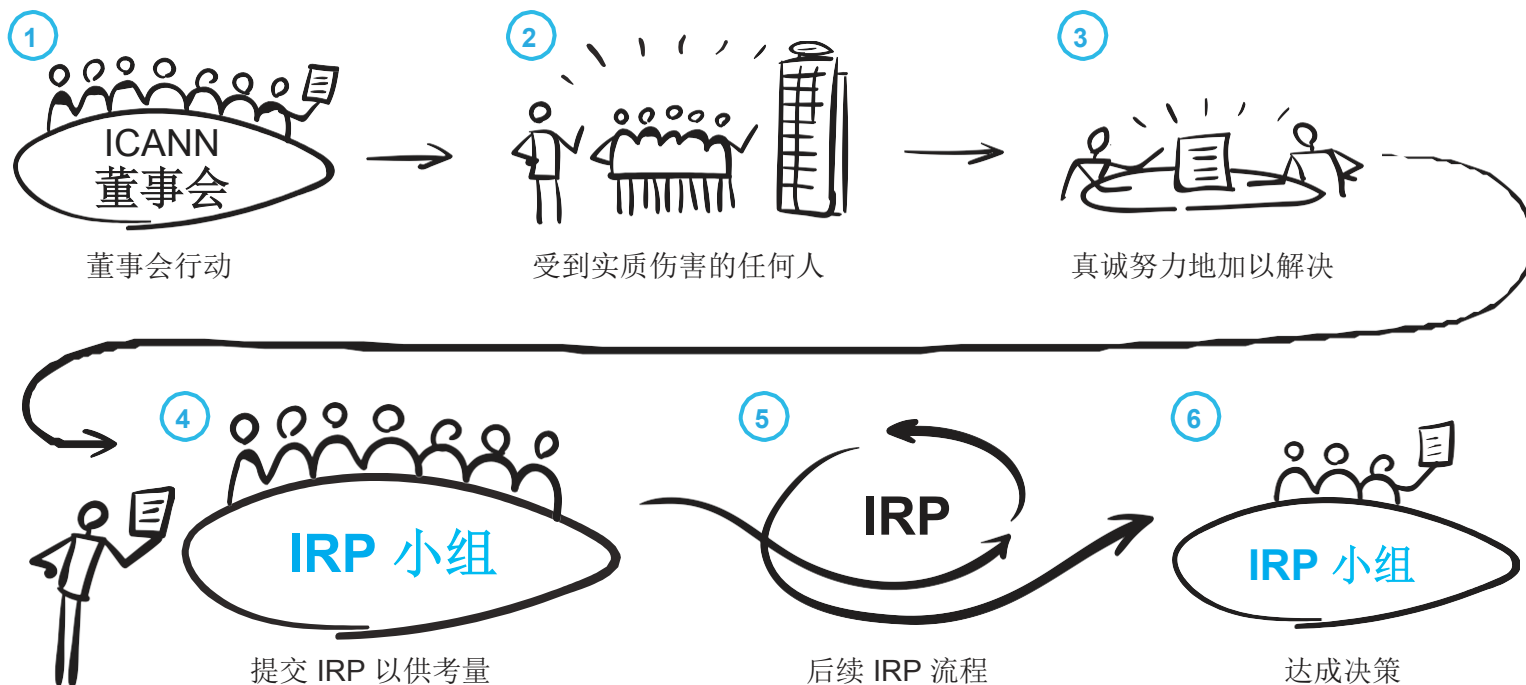 1
2
3
ICANN
董事会
董事会行动
受到实质伤害的任何人
真诚努力地加以解决
4
5
6
IRP 小组
IRP
IRP 小组
提交 IRP 以供考量
后续 IRP 流程
达成决策